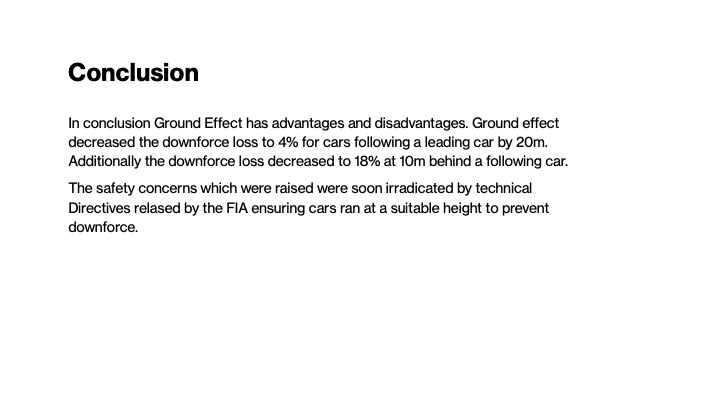 Conclusion
In conclusion Ground Effect has advantages and disadvantages. Ground effect
decreased the downforce loss to 4% for cars following a leading car by 20m.
Additionally the downforce loss decreased to 18% at 10m behind a following car.
The safety concerns which were raised were soon irradicated by technical
Directives relased by the FIA ensuring cars ran at a suitable height to prevent
downforce.